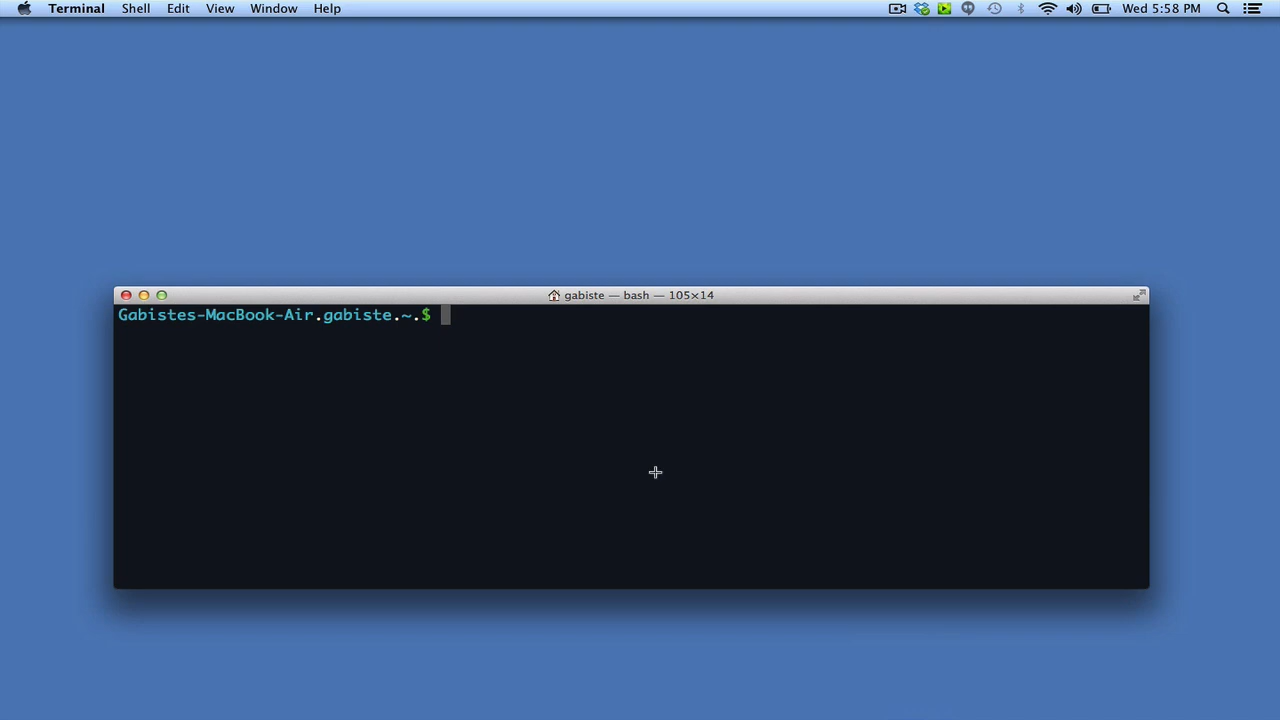 Terminal Shell Edit View Window Help Wed 5:58 PM
gabiste — bash — 105×14
Gabistes-MacBook-Air.gabiste.~.$